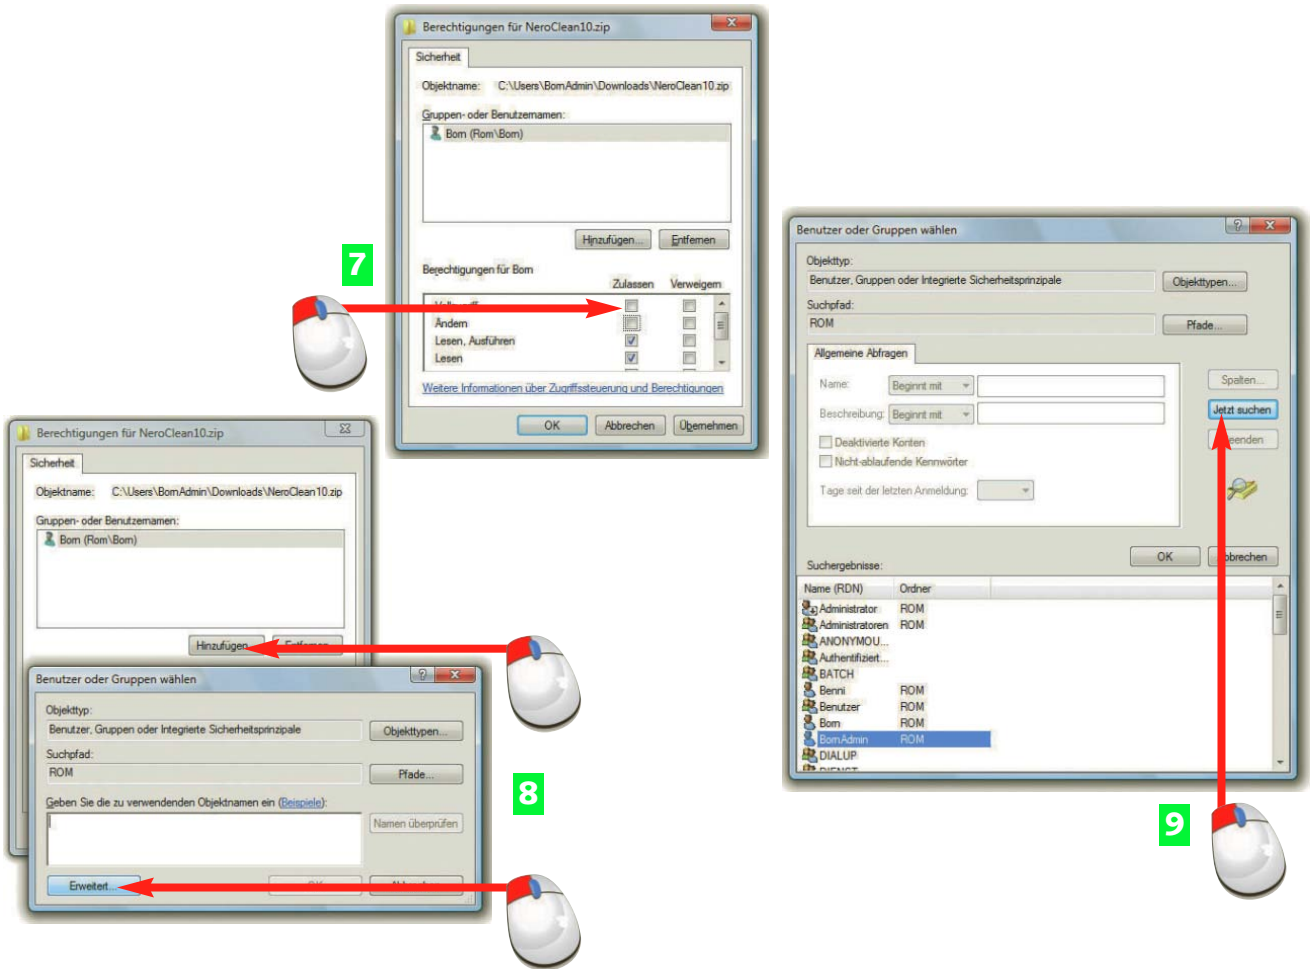 Berechtigungen für NeroClean10.zip
Sicherheit
Objektname: C:\Users\BornAdmin\Downloads\NeroClean10.zip
Gruppen- oder Benutzernamen:
Born (Rom\Born)
Hinzufügen... Entfernen
Berechtigungen für Born
Zulassen Verweigern
Ändern
Lesen, Ausführen
Lesen
Weitere Informationen über Zugriffssteuerung und Berechtigungen
OK Abbrechen Übernehmen
7
Berechtigungen für NeroClean10.zip
Sicherheit
Objektname: C:\Users\BornAdmin\Downloads\NeroClean10.zip
Gruppen- oder Benutzernamen:
Born (Rom\Born)
Hinzufügen...
Benutzer oder Gruppen wählen
Objekttyp:
Benutzer, Gruppen oder Integrierte Sicherheitsprinzipale Objekttypen...
Suchpfad:
ROM Pfade...
Geben Sie die zu verwendenden Objektnamen ein (Beispiele):
Namen überprüfen
Erweitert...
8
Benutzer oder Gruppen wählen
Objekttyp:
Benutzer, Gruppen oder Integrierte Sicherheitsprinzipale Objekttypen...
Suchpfad:
ROM Pfade...
Allgemeine Abfragen
Name: Beginnt mit Spalten...
Beschreibung: Beginnt mit Jetzt suchen
Deaktivierte Konten
Nicht-ablaufende Kennwörter
Tage seit der letzten Anmeldung:
OK Abbrechen
Suchergebnisse:
Name (RDN) Ordner
Administrator ROM
Administratoren ROM
ANONYMOU...
Authentifiziert...
BATCH
Benni ROM
Benutzer ROM
Born ROM
BornAdmin ROM
DIALUP
9